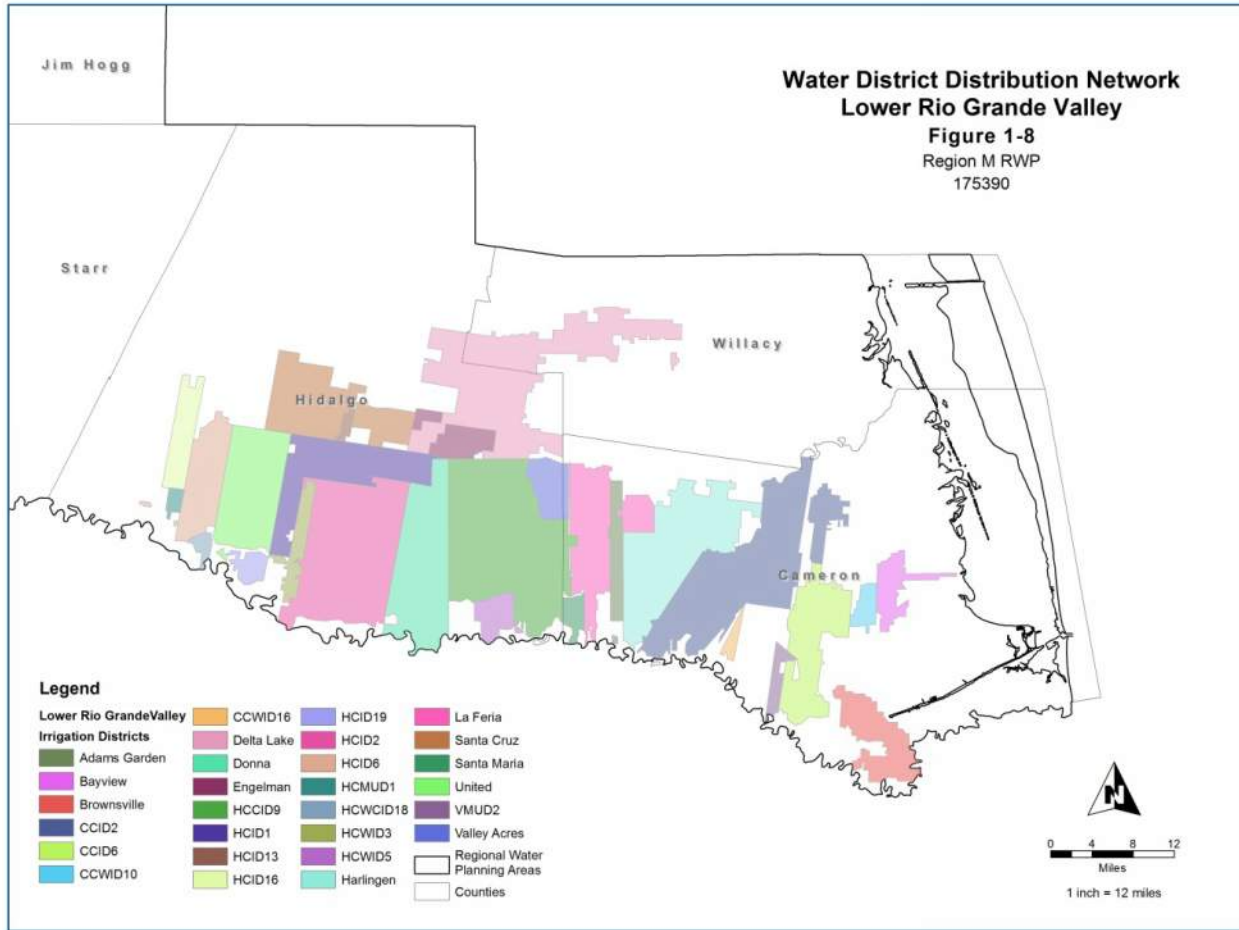 Jim Hogg
Water District Distribution Network
Lower Rio Grande Valley
Figure 1-8
Region M RWP
175390
Starr
Willacy
Hidalgo
Cameron
N
0 4 8 12
Miles
1 inch = 12 miles
Legend
Lower Rio GrandeValley
Irrigation Districts
Adams Garden
Bayview
Brownsville
CCID2
CCID6
CCWID10
CCWID16
Delta Lake
Donna
Engelman
HCCID9
HCID1
HCID13
HCID16
HCID19
HCID2
HCID6
HCMUD1
HCWCID18
HCWID3
HCWID5
Harlingen
La Feria
Santa Cruz
Santa Maria
United
VMUD2
Valley Acres
Regional Water
Planning Areas
Counties